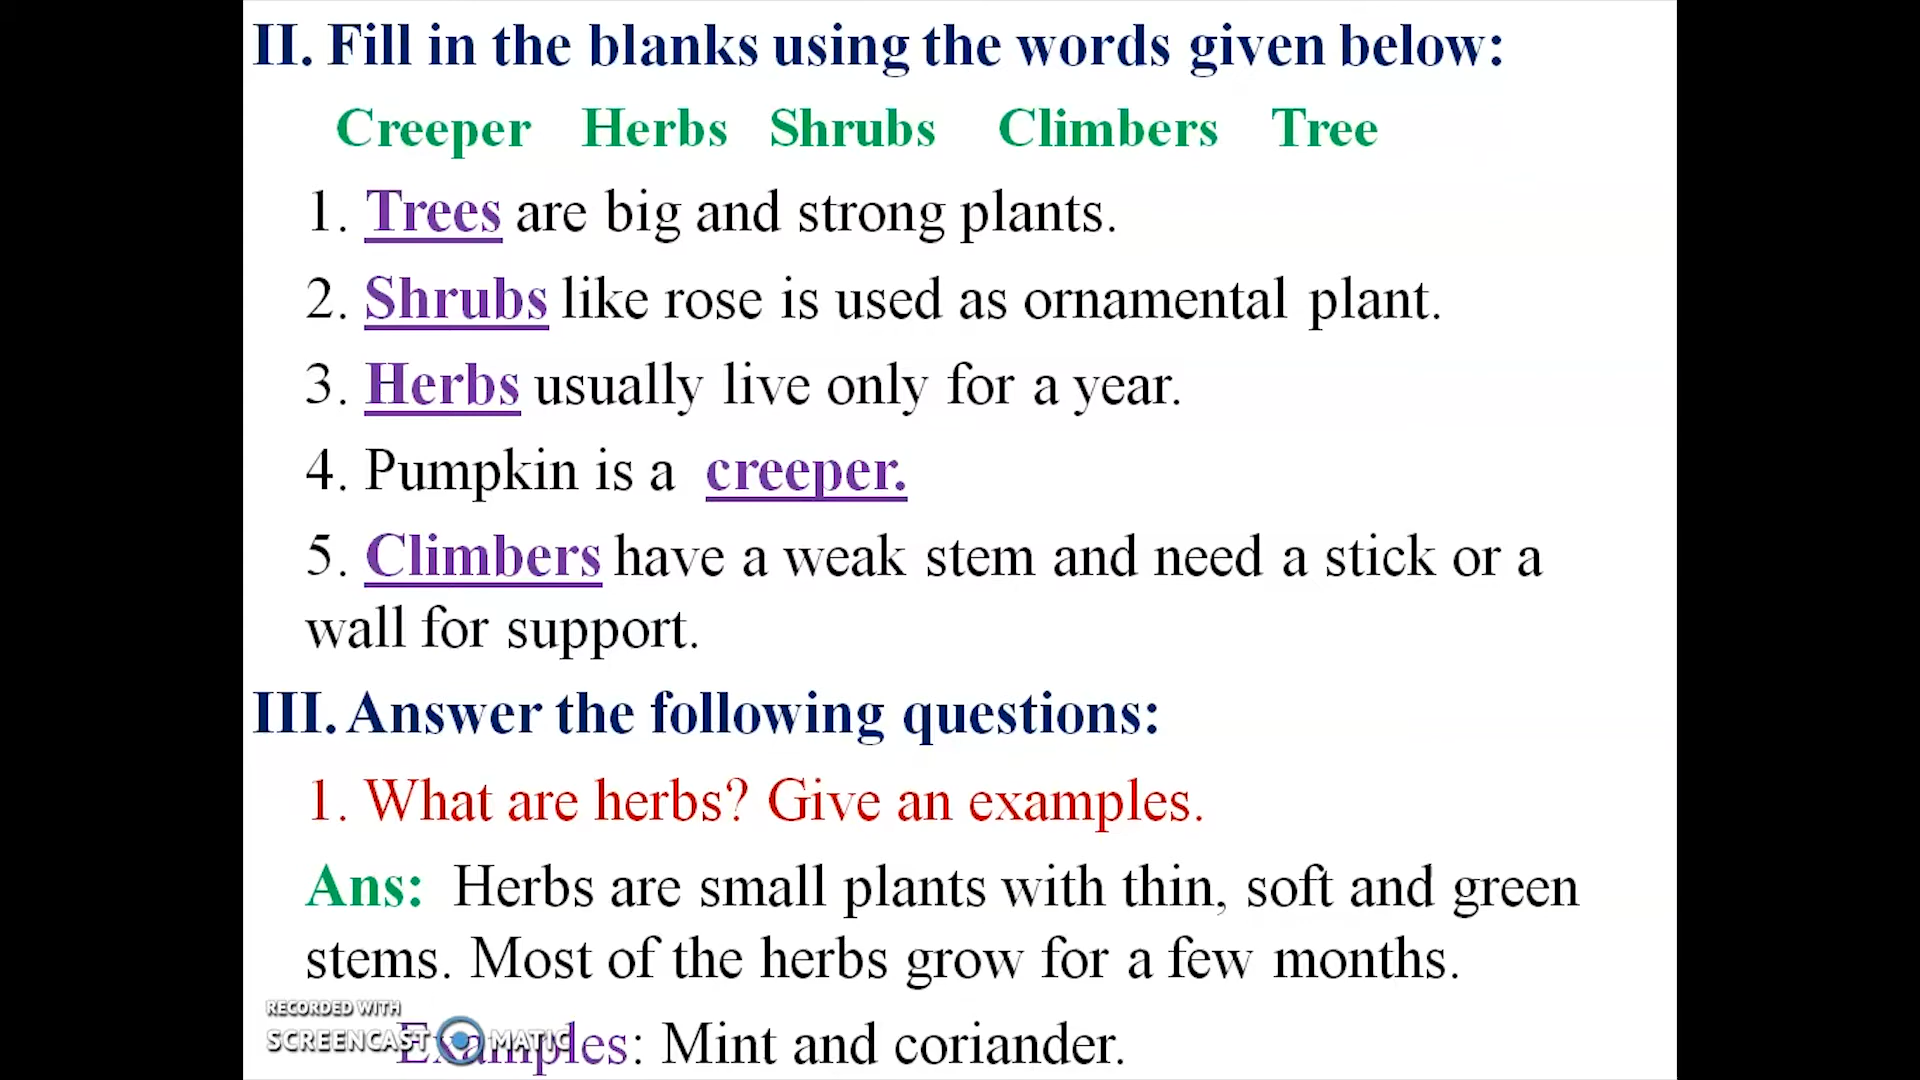 II. Fill in the blanks using the words given below:
Creeper Herbs Shrubs Climbers Tree
1. Trees are big and strong plants.
2. Shrubs like rose is used as ornamental plant.
3. Herbs usually live only for a year.
4. Pumpkin is a creeper.
5. Climbers have a weak stem and need a stick or a
wall for support.
III. Answer the following questions:
1. What are herbs? Give an examples.
Ans: Herbs are small plants with thin, soft and green
stems. Most of the herbs grow for a few months.
RECORDED WITH
SCREENCAST MATIC
Examples: Mint and coriander.